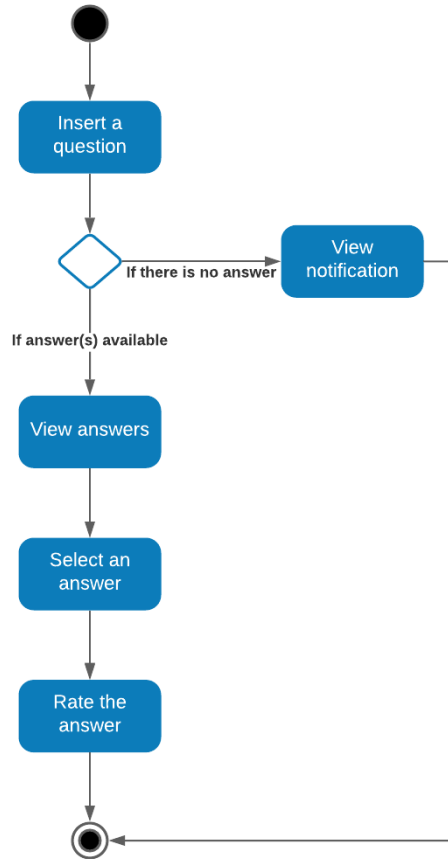 Insert a
question
If there is no answer
View
notification
If answer(s) available
View answers
Select an
answer
Rate the
answer